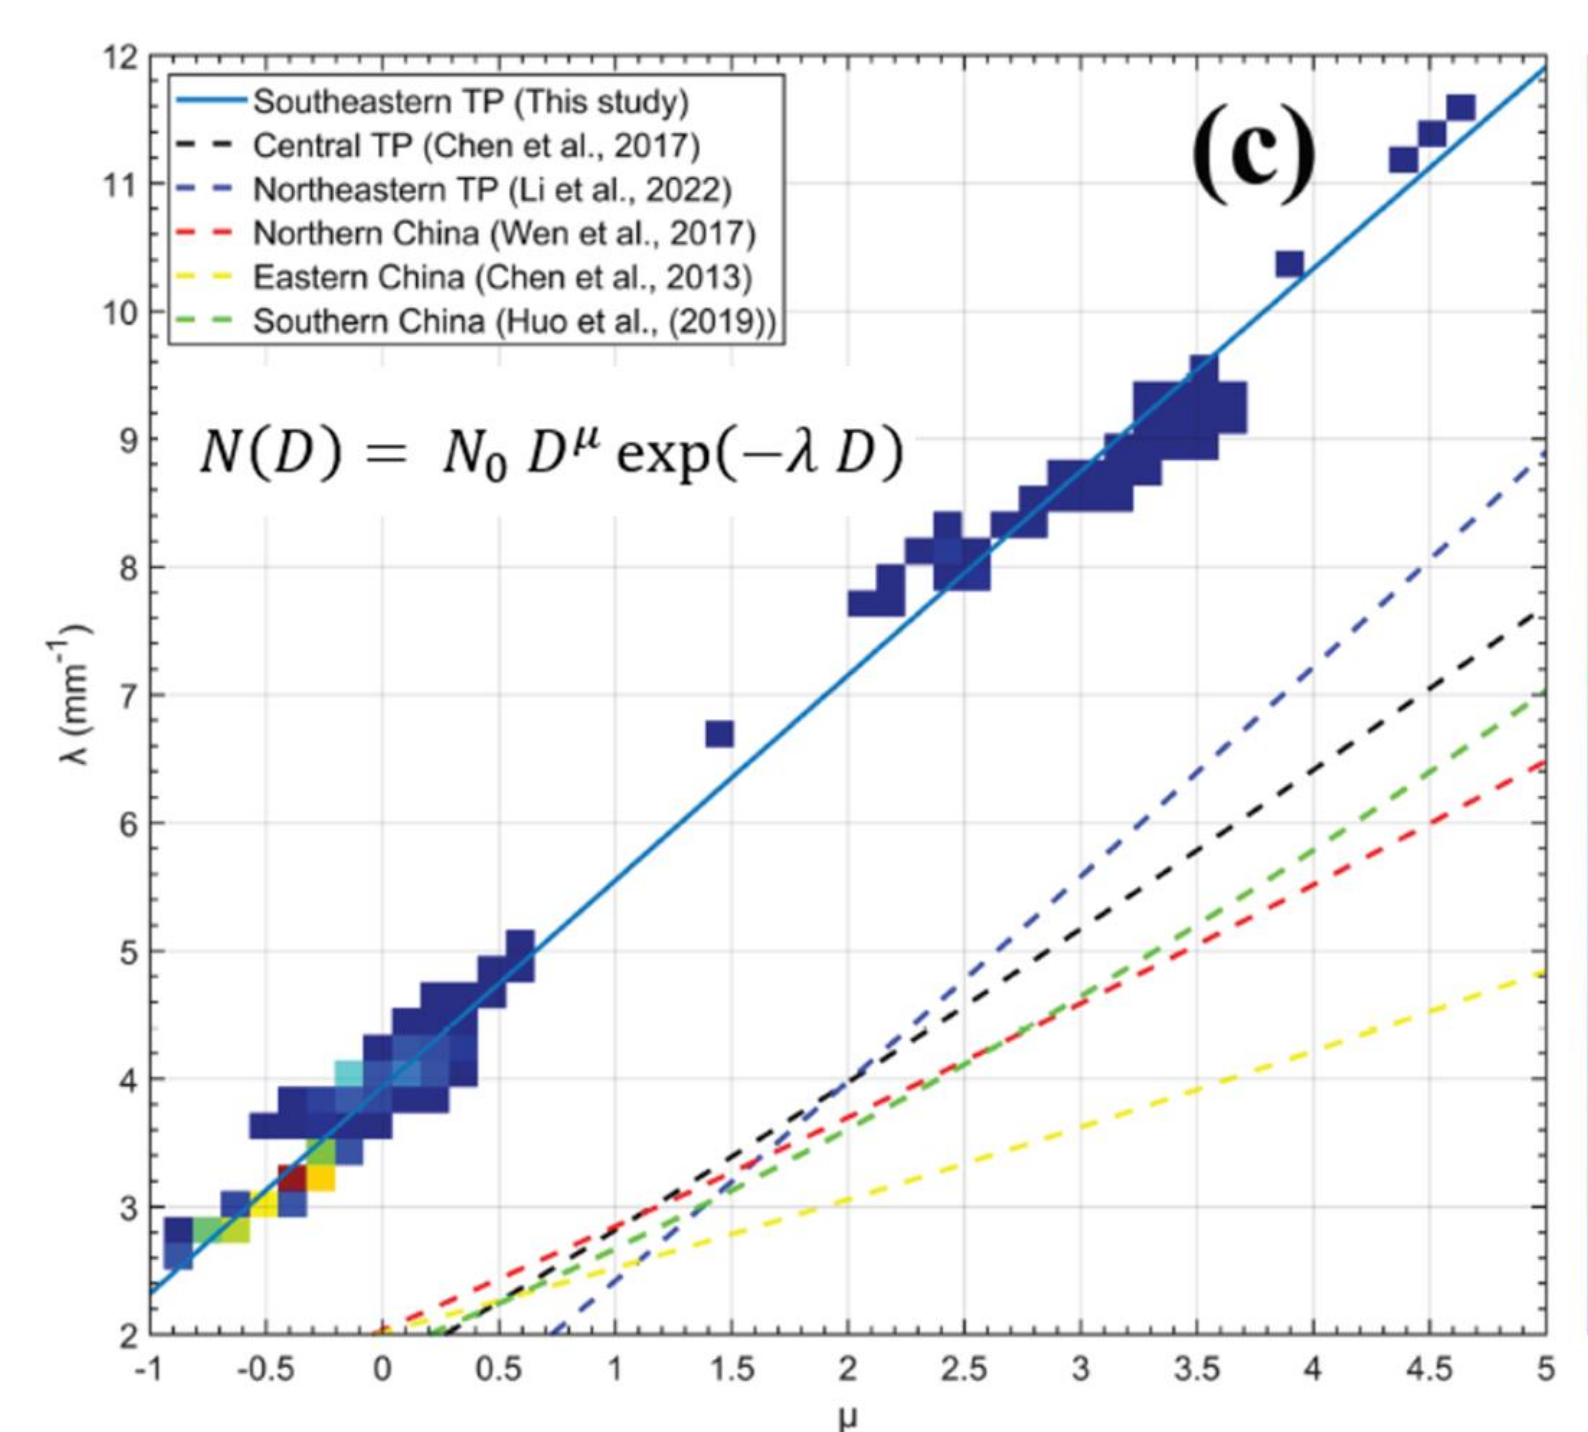 12
11
10
9
8
7
6
5
4
3
2
λ (mm⁻¹)
Southeastern TP (This study)
Central TP (Chen et al., 2017)
Northeastern TP (Li et al., 2022)
Northern China (Wen et al., 2017)
Eastern China (Chen et al., 2013)
Southern China (Huo et al., (2019))
(c)
N(D) = N₀ D^μ exp(−λ D)
-1 -0.5 0 0.5 1 1.5 2 2.5 3 3.5 4 4.5 5
μ